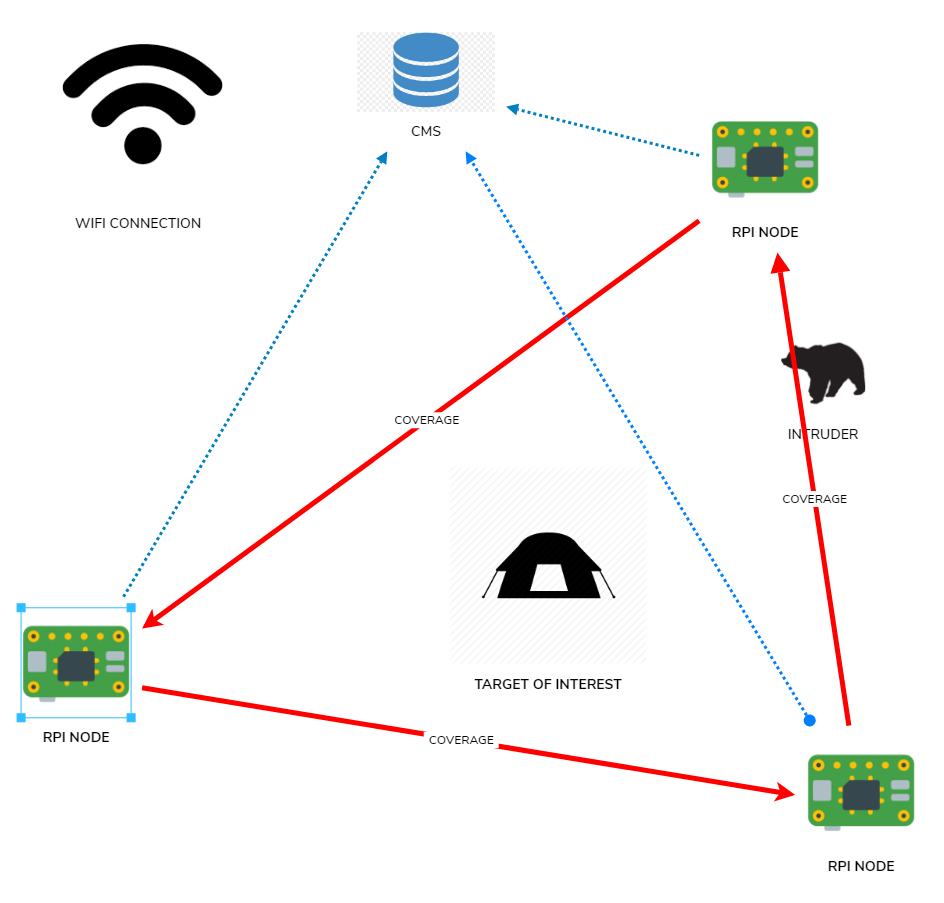 CMS
WIFI CONNECTION
RPI NODE
COVERAGE
INTRUDER
COVERAGE
TARGET OF INTEREST
RPI NODE
COVERAGE
RPI NODE